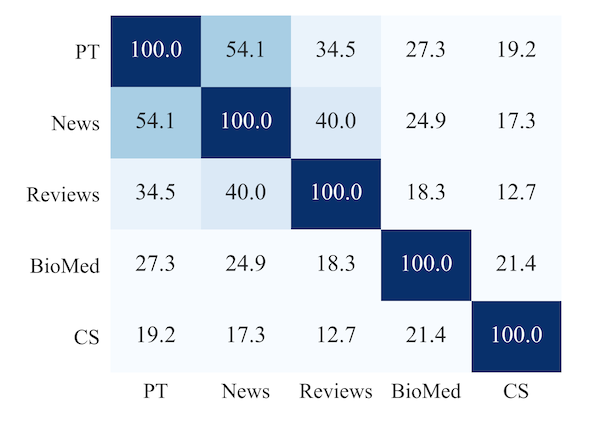 PT 100.0 54.1 34.5 27.3 19.2
News 54.1 100.0 40.0 24.9 17.3
Reviews 34.5 40.0 100.0 18.3 12.7
BioMed 27.3 24.9 18.3 100.0 21.4
CS 19.2 17.3 12.7 21.4 100.0
PT News Reviews BioMed CS